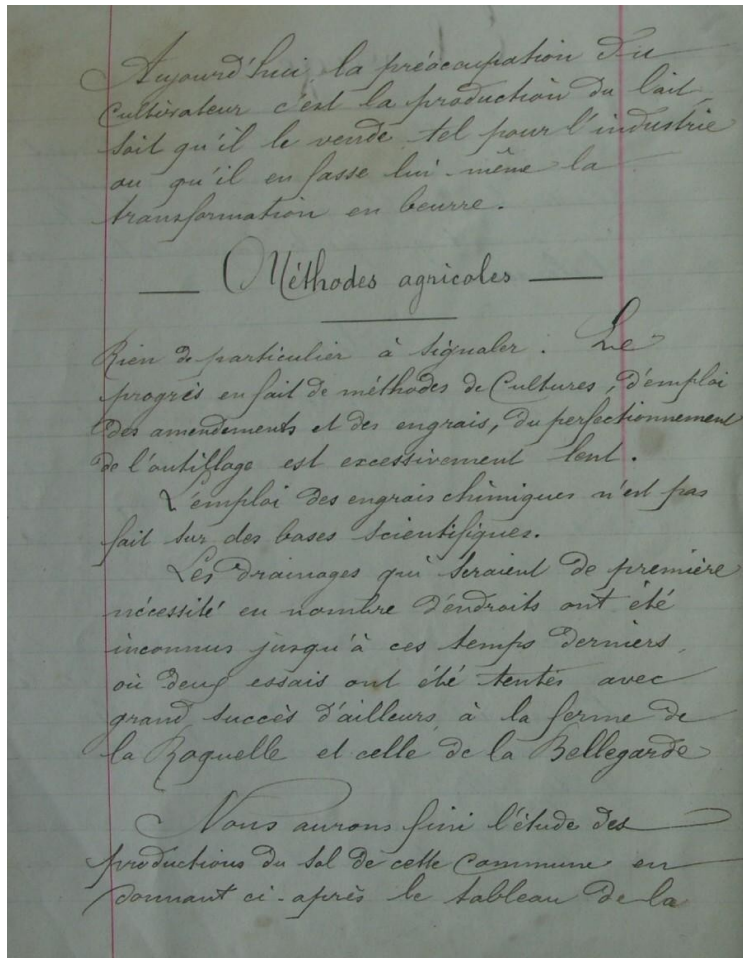 Aujourd'hui la préoccupation du
Cultivateur c'est la production du lait
soit qu'il le vende tel pour l'industrie
ou qu'il en fasse lui-même la
transformation en beurre.
— Méthodes agricoles —
Rien de particulier à signaler. Le
progrès en fait de méthodes de Cultures, d'emploi
des amendements et des engrais, du perfectionnement
de l'outillage est excessivement lent.
L'emploi des engrais chimiques n'est pas
fait sur des bases scientifiques.
Les drainages qui seraient de première
nécessité en nombre d'endroits ont été
inconnus jusqu'à ces temps derniers,
où deux essais ont été tentés avec
grand succès d'ailleurs à la ferme de
la Roquelle et celle de la Bellegarde
Nous aurons fini l'étude des
productions du sol de cette Commune en
donnant ci-après le tableau de la